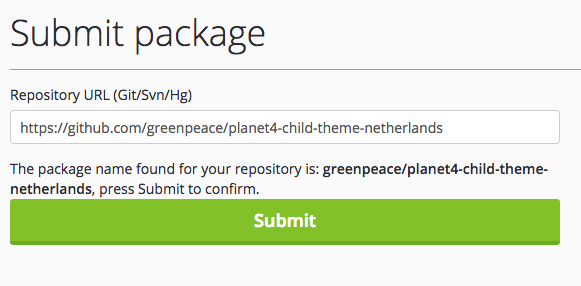 Submit package
Repository URL (Git/Svn/Hg)
https://github.com/greenpeace/planet4-child-theme-netherlands
The package name found for your repository is: greenpeace/planet4-child-theme-
netherlands, press Submit to confirm.
Submit